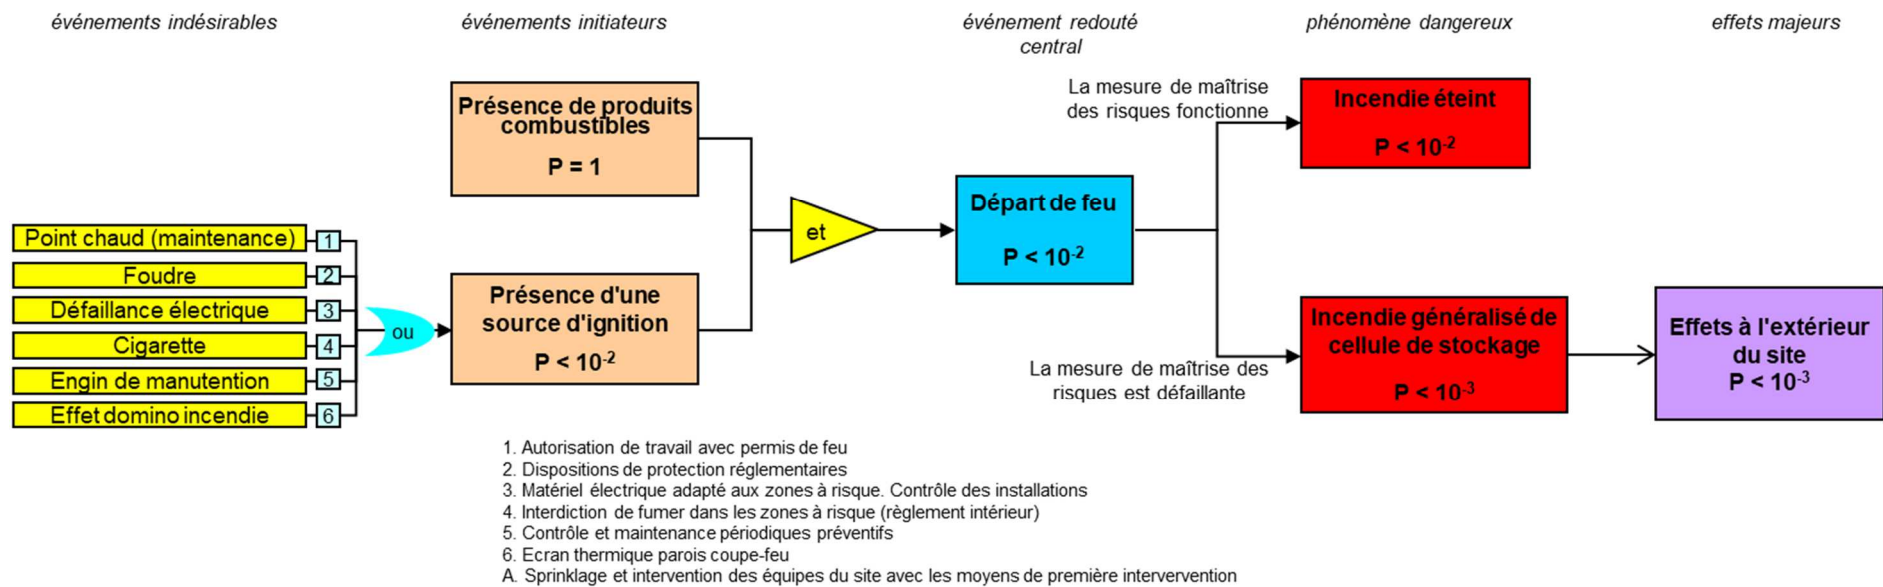 événements indésirables
événements initiateurs
événement redouté
central
phénomène dangereux
effets majeurs
Présence de produits
combustibles
P = 1
La mesure de maîtrise
des risques fonctionne
Incendie éteint
P < 10-2
Départ de feu
P < 10-2
et
Point chaud (maintenance)
1
Foudre
2
Défaillance électrique
3
Cigarette
4
Engin de manutention
5
Effet domino incendie
6
ou
Présence d'une
source d'ignition
P < 10-2
La mesure de maîtrise des
risques est défaillante
Incendie généralisé de
cellule de stockage
P < 10-3
Effets à l'extérieur
du site
P < 10-3
1. Autorisation de travail avec permis de feu
2. Dispositions de protection réglementaires
3. Matériel électrique adapté aux zones à risque. Contrôle des installations
4. Interdiction de fumer dans les zones à risque (règlement intérieur)
5. Contrôle et maintenance périodiques préventifs
6. Ecran thermique parois coupe-feu
A. Sprinklage et intervention des équipes du site avec les moyens de première intervervention